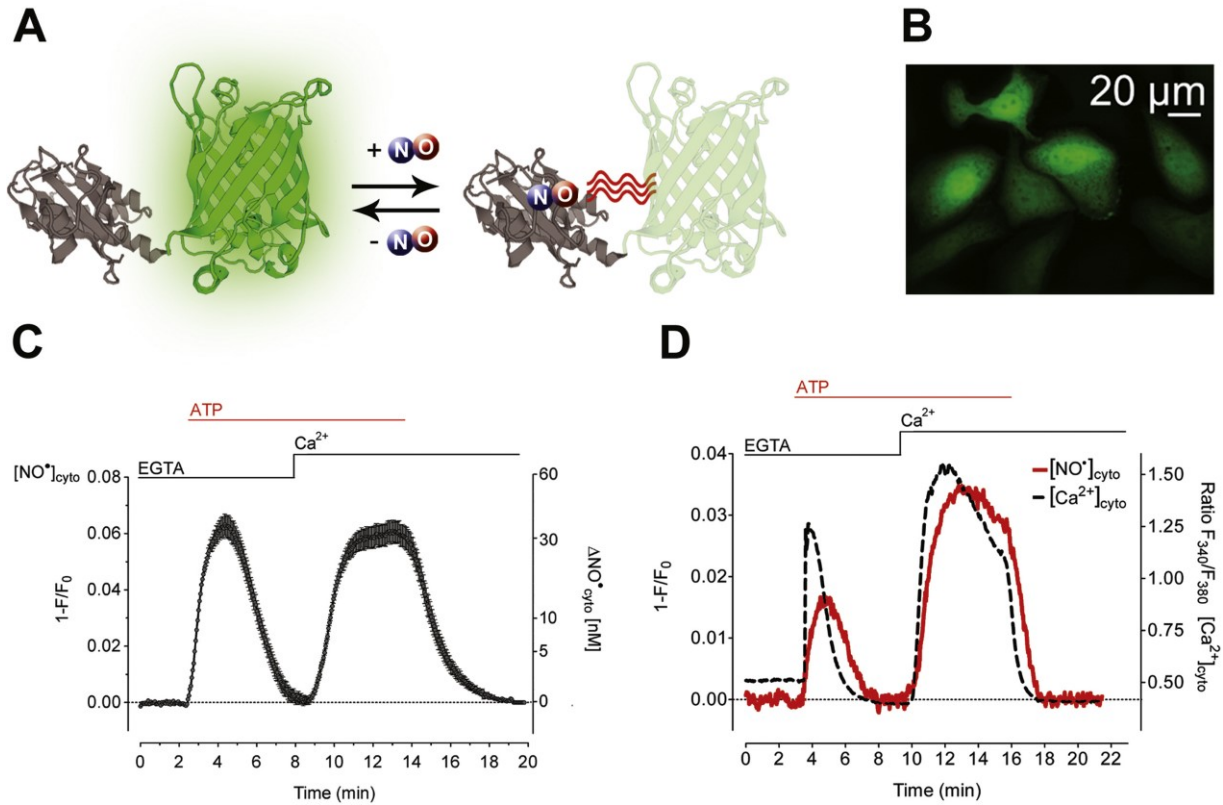 A
+ NO
- NO
NO
B
20 µm
C
ATP
Ca²⁺
EGTA
[NO•]cyto
0.08
0.06
0.04
0.02
0.00
1-F/F₀
60
30
10
5
0
ΔNO•cyto [nM]
0 2 4 6 8 10 12 14 16 18 20
Time (min)
D
ATP
Ca²⁺
EGTA
[NO•]cyto
[Ca²⁺]cyto
0.04
0.03
0.02
0.01
0.00
1-F/F₀
1.50
1.25
1.00
0.75
0.50
Ratio F₃₄₀/F₃₈₀ [Ca²⁺]cyto
0 2 4 6 8 10 12 14 16 18 20 22
Time (min)